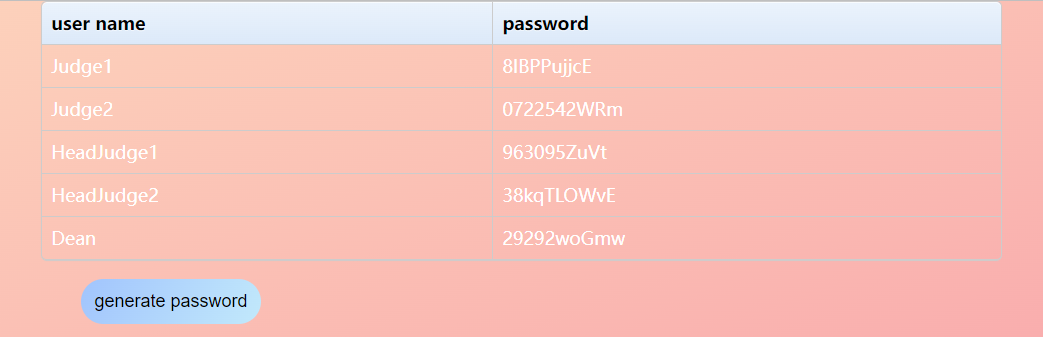 user name password
Judge1 8IBPPujjcE
Judge2 0722542WRm
HeadJudge1 963095ZuVt
HeadJudge2 38kqTLOWvE
Dean 29292woGmw
generate password